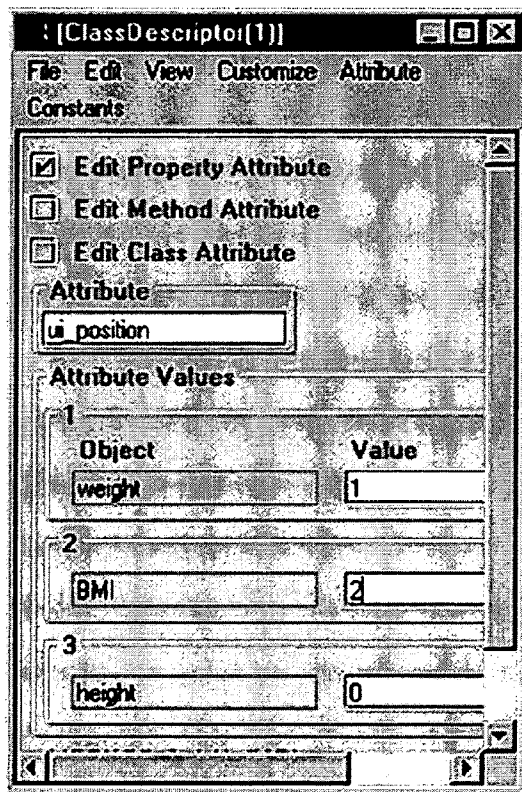 [ClassDescriptor(1)]
File Edit View Customize Attribute
Constants
Edit Property Attribute
Edit Method Attribute
Edit Class Attribute
Attribute
ui_position
Attribute Values
1
Object Value
weight 1
2
BMI 2
3
height 0